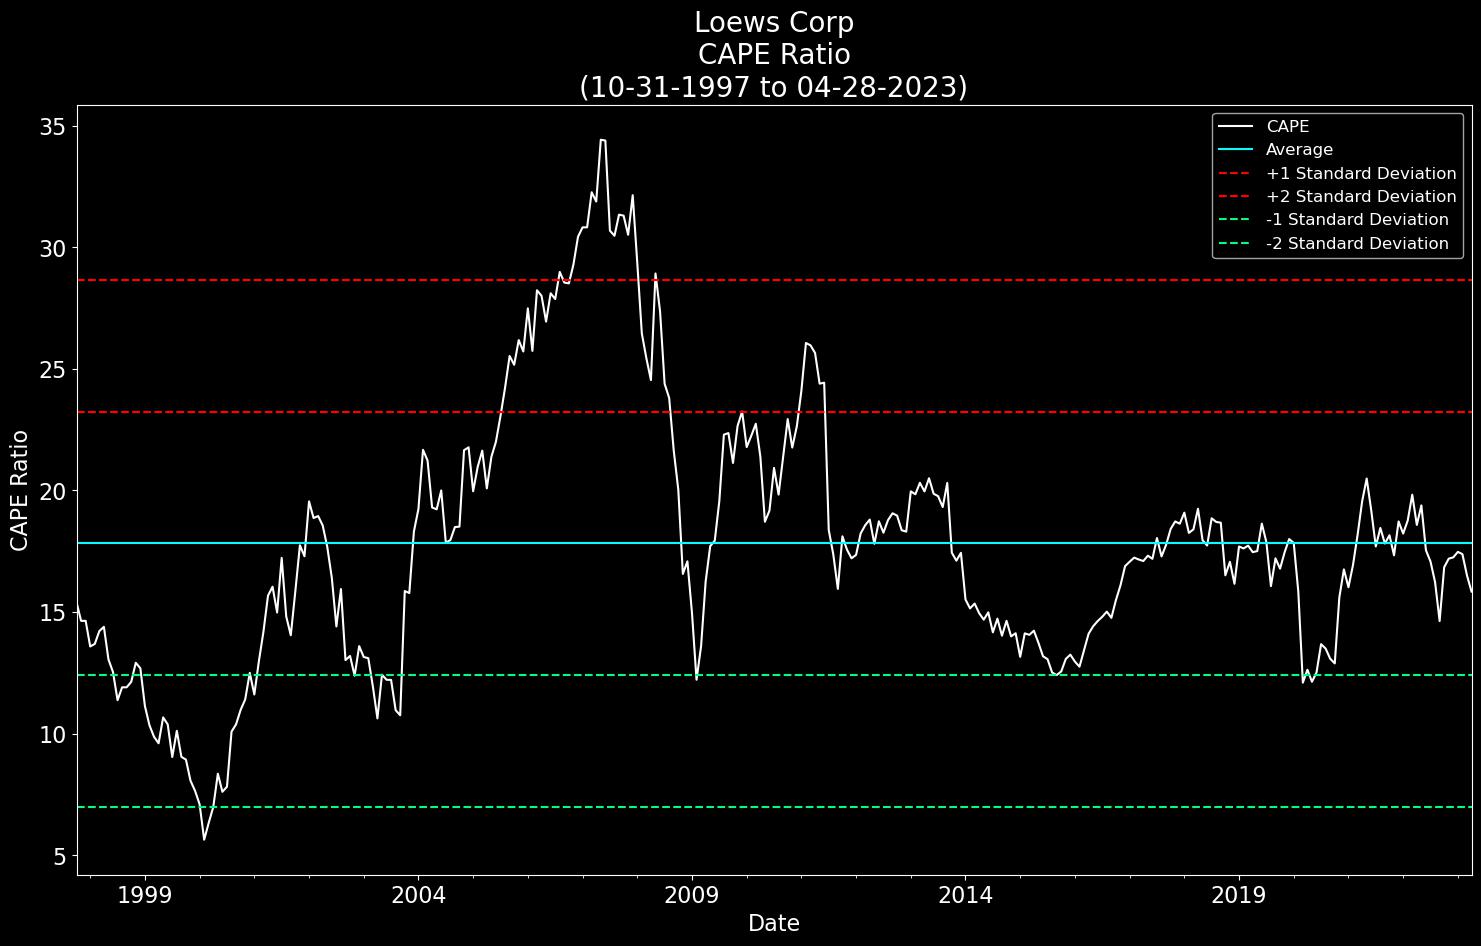 Loews Corp
CAPE Ratio
(10-31-1997 to 04-28-2023)
CAPE
Average
+1 Standard Deviation
+2 Standard Deviation
-1 Standard Deviation
-2 Standard Deviation
CAPE Ratio
35
30
25
20
15
10
5
1999
2004
2009
2014
2019
Date